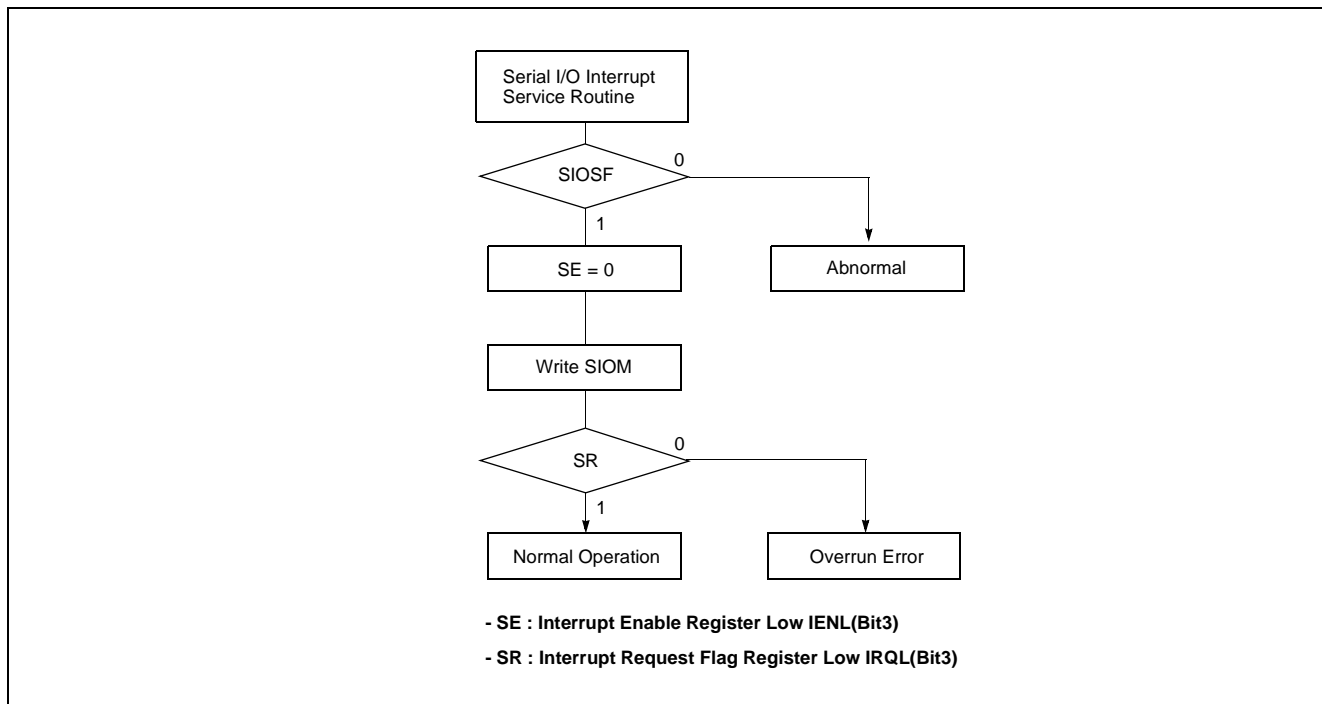 Serial I/O Interrupt
Service Routine
SIOSF
0
1
SE = 0
Abnormal
Write SIOM
SR
0
1
Normal Operation
Overrun Error
- SE : Interrupt Enable Register Low IENL(Bit3)
- SR : Interrupt Request Flag Register Low IRQL(Bit3)